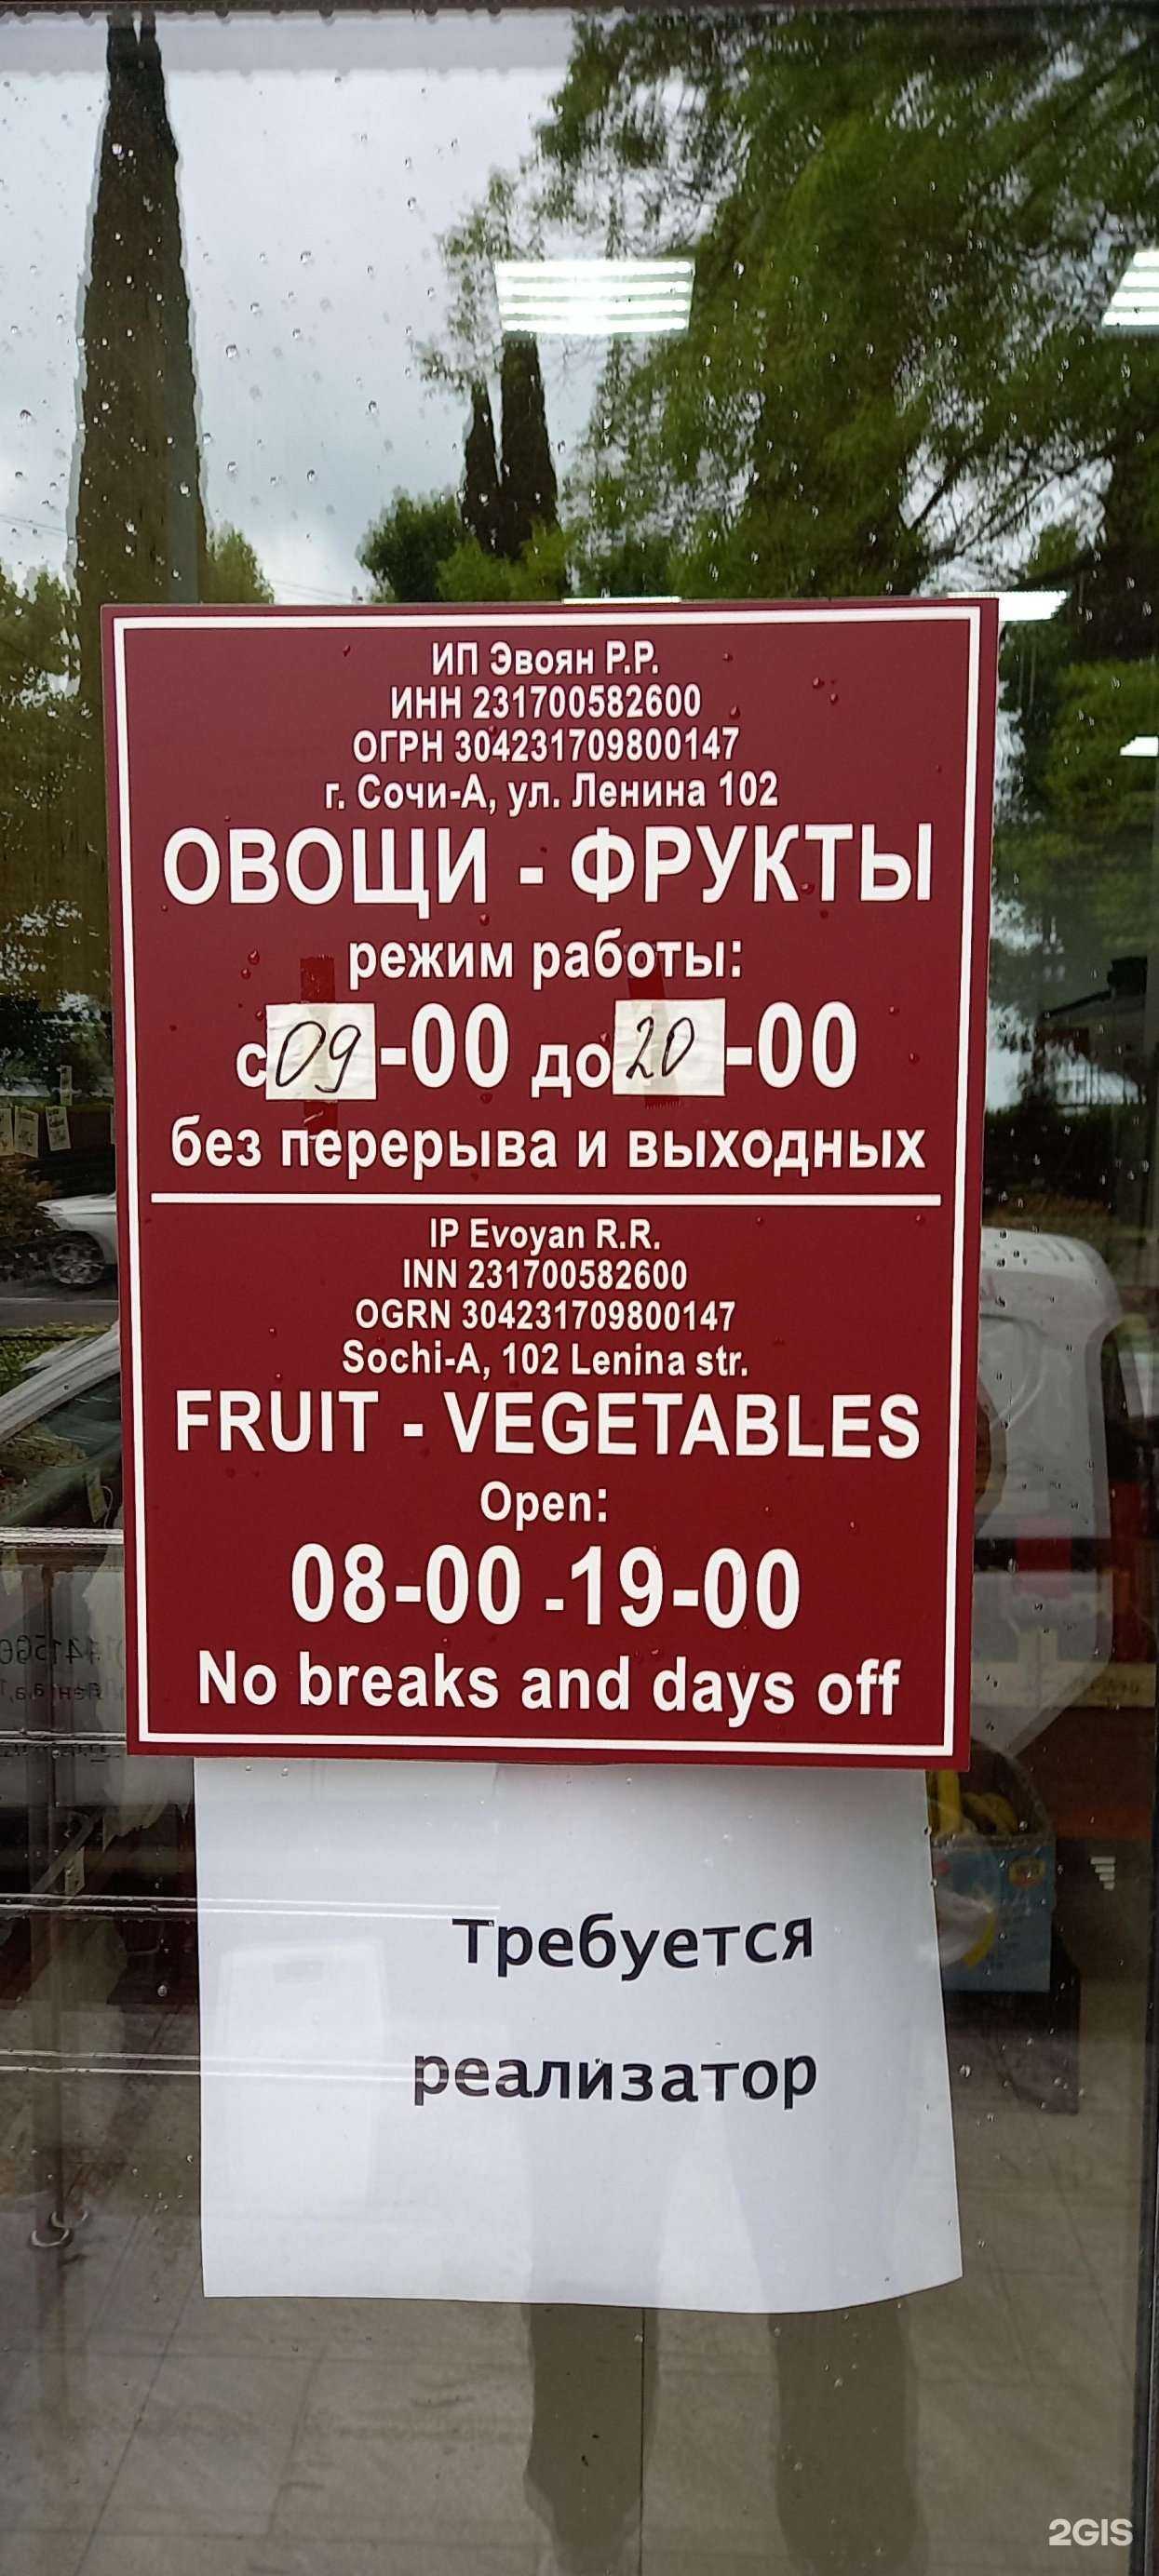 ИП Эвоян Р.Р.
ИНН 231700582600
ОГРН 304231709800147
г. Сочи-А, ул. Ленина 102
ОВОЩИ - ФРУКТЫ
режим работы:
с 09-00 до 20-00
без перерыва и выходных
IP Evoyan R.R.
INN 231700582600
OGRN 304231709800147
Sochi-A, 102 Lenina str.
FRUIT - VEGETABLES
Open:
08-00 -19-00
No breaks and days off
Требуется
реализатор
2GIS